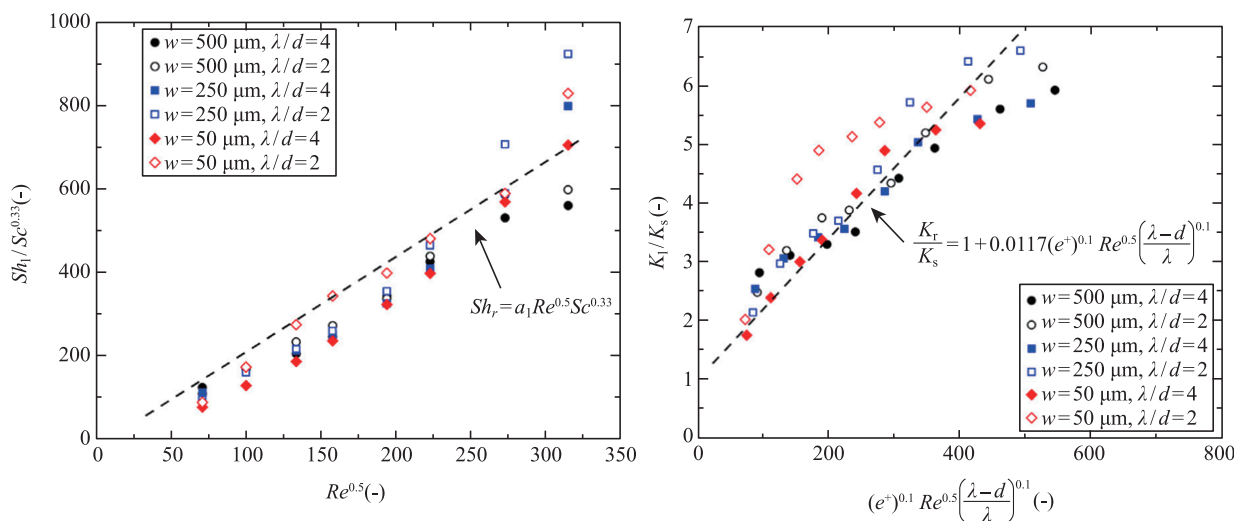 1000
800
600
400
200
0
0
50
100
150
200
250
300
350
Sh_l/Sc^0.33(-)
Re^0.5(-)
w=500 μm, λ/d=4
w=500 μm, λ/d=2
w=250 μm, λ/d=4
w=250 μm, λ/d=2
w=50 μm, λ/d=4
w=50 μm, λ/d=2
Sh_r=a_1Re^0.5Sc^0.33
7
6
5
4
3
2
1
0
0
200
400
600
800
K_l/K_s(-)
K_r/K_s=1+0.0117(e^+)^0.1 Re^0.5((λ−d)/λ)^0.1
w=500 μm, λ/d=4
w=500 μm, λ/d=2
w=250 μm, λ/d=4
w=250 μm, λ/d=2
w=50 μm, λ/d=4
w=50 μm, λ/d=2
(e^+)^0.1 Re^0.5((λ−d)/λ)^0.1(-)